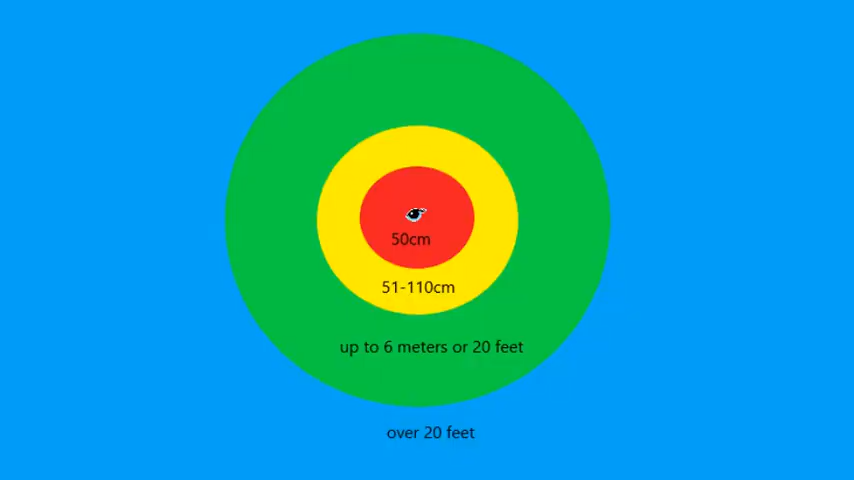 50cm
51-110cm
up to 6 meters or 20 feet
over 20 feet